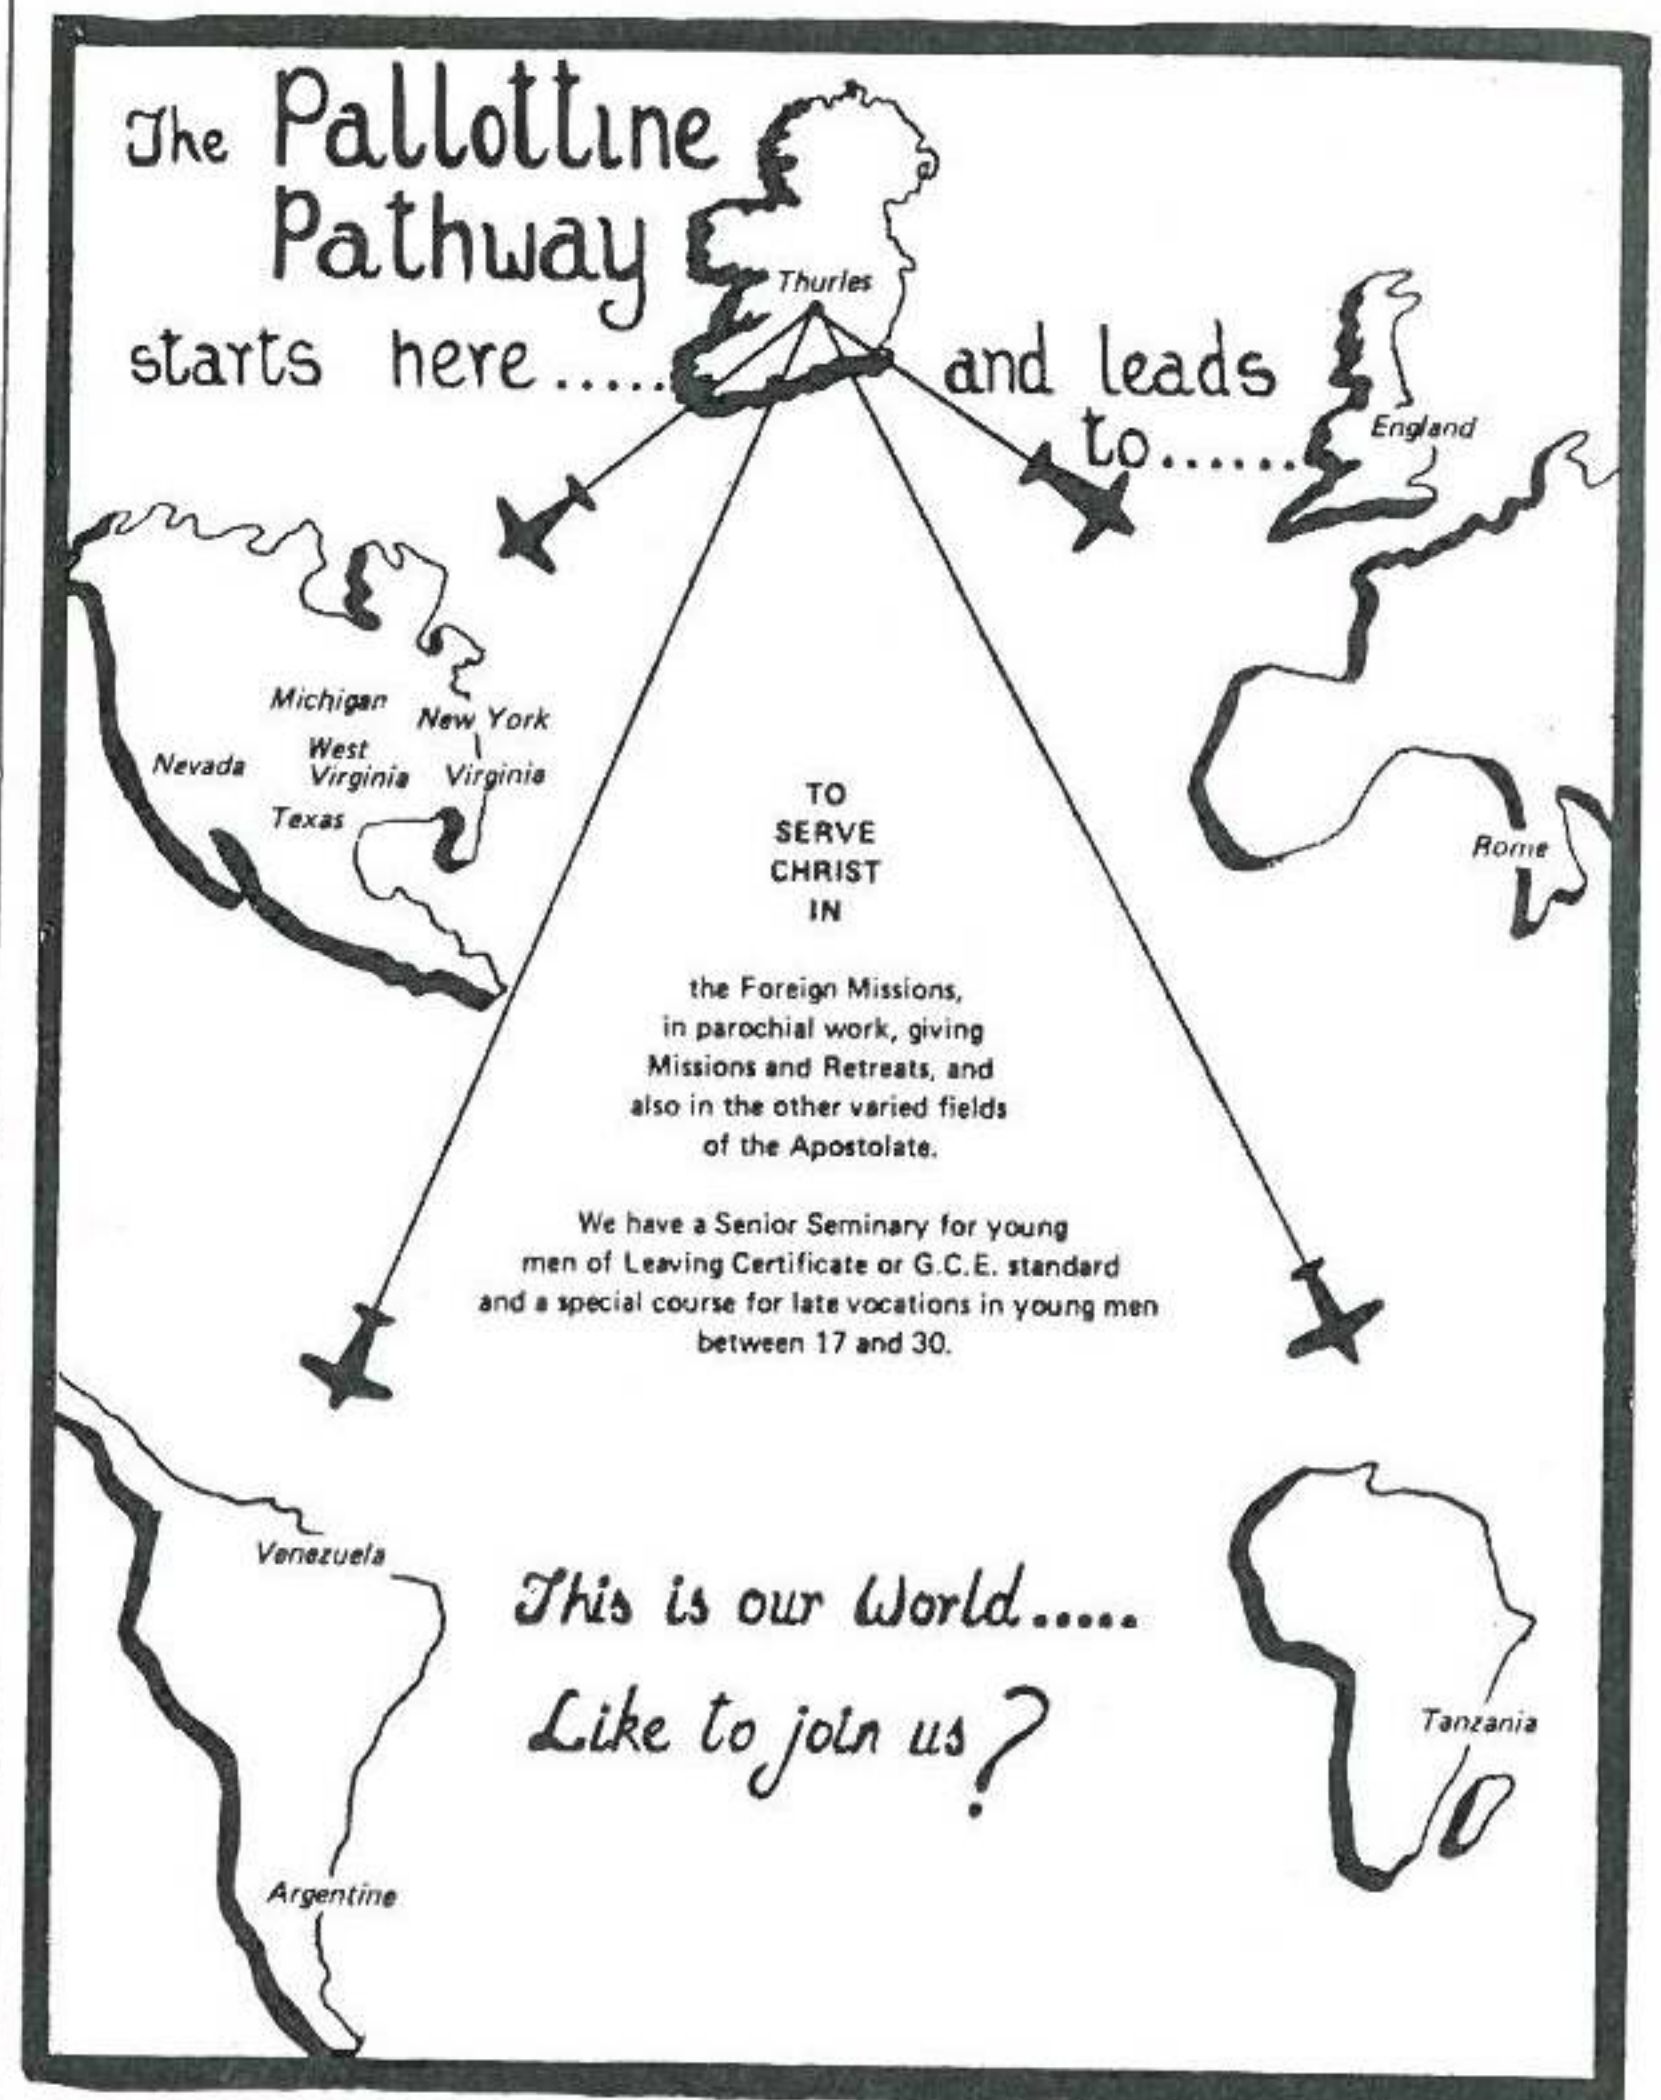 The Pallottine
Pathway
starts here.....
Thurles
and leads
to......
England
Michigan
New York
Nevada
West
Virginia
Virginia
Texas
Rome
TO
SERVE
CHRIST
IN
the Foreign Missions,
in parochial work, giving
Missions and Retreats, and
also in the other varied fields
of the Apostolate.
We have a Senior Seminary for young
men of Leaving Certificate or G.C.E. standard
and a special course for late vocations in young men
between 17 and 30.
Venezuela
This is our World.....
Like to join us?
Tanzania
Argentine